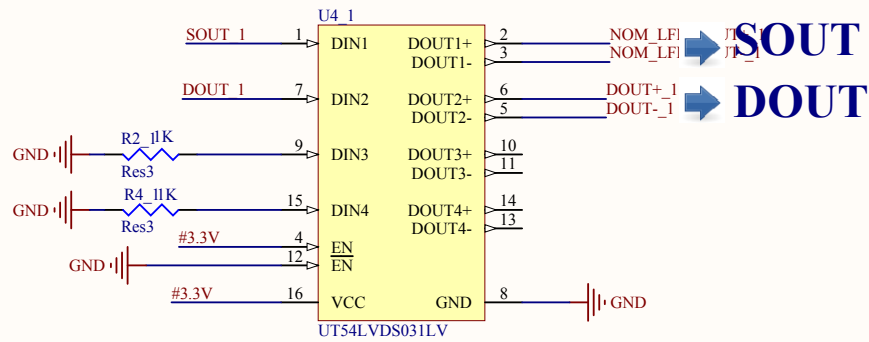 U4_1
SOUT_1 1 DIN1 DOUT1+ 2 NOM_LFI
DOUT1- 3 NOM_LFI
SOUT
DOUT_1 7 DIN2 DOUT2+ 6 DOUT+_1
DOUT2- 5 DOUT-_1
DOUT
GND R2_1 1K Res3 9 DIN3 DOUT3+ 10
DOUT3- 11
GND R4_1 1K Res3 15 DIN4 DOUT4+ 14
DOUT4- 13
#3.3V 4 EN
GND 12 EN
#3.3V 16 VCC GND 8 GND
UT54LVDS031LV